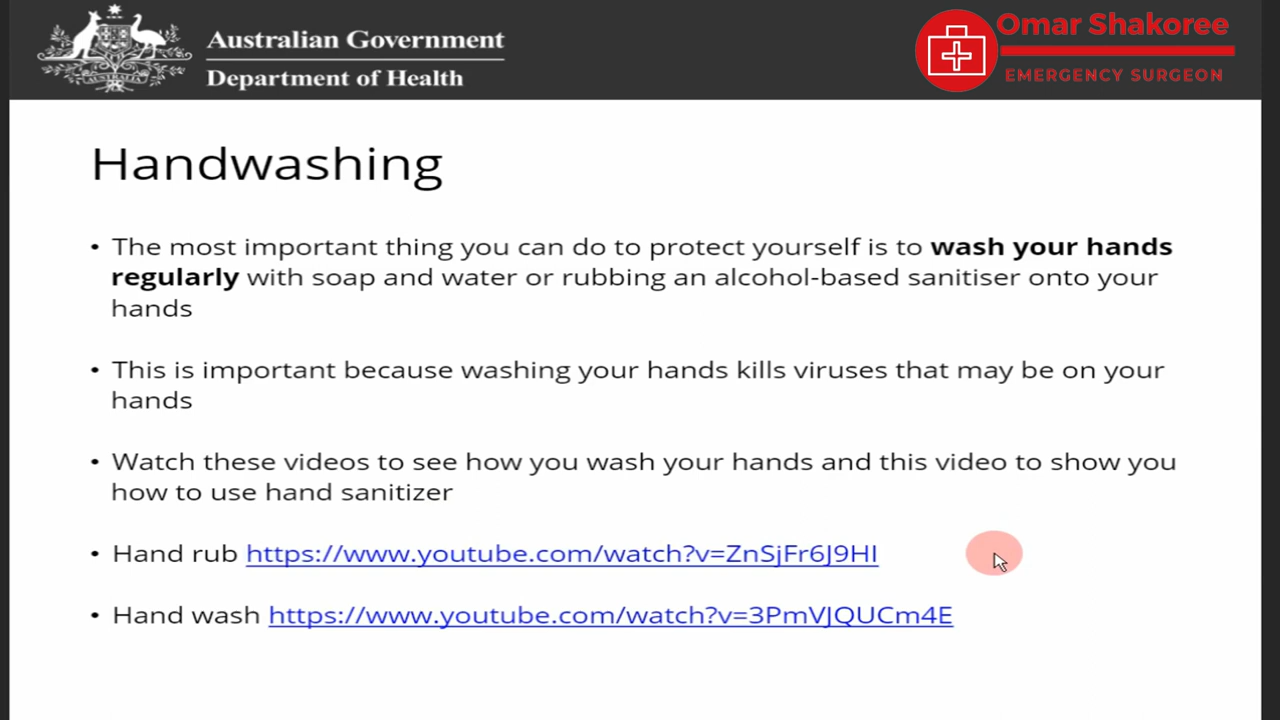 Australian Government
Department of Health
Omar Shakoree
EMERGENCY SURGEON
Handwashing
• The most important thing you can do to protect yourself is to wash your hands
regularly with soap and water or rubbing an alcohol-based sanitiser onto your
hands
• This is important because washing your hands kills viruses that may be on your
hands
• Watch these videos to see how you wash your hands and this video to show you
how to use hand sanitizer
• Hand rub https://www.youtube.com/watch?v=ZnSjFr6J9HI
• Hand wash https://www.youtube.com/watch?v=3PmVJQUCm4E